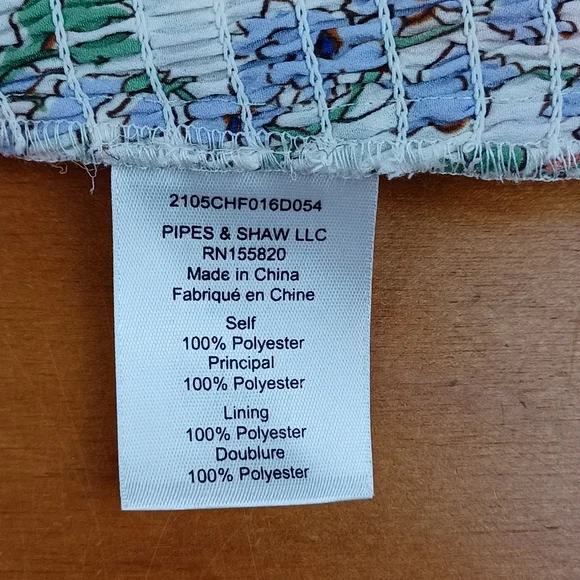 2105CHF016D054
PIPES & SHAW LLC
RN155820
Made in China
Fabriqué en Chine
Self
100% Polyester
Principal
100% Polyester
Lining
100% Polyester
Doublure
100% Polyester